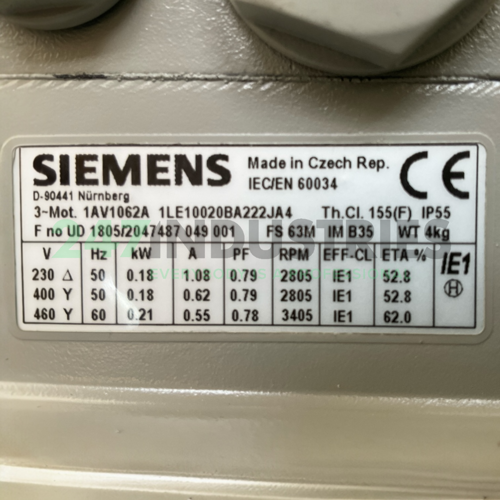 SIEMENS
D-90441 Nürnberg
Made in Czech Rep.
IEC/EN 60034
CE
3~Mot. 1AV1062A 1LE10020BA222JA4 Th.Cl. 155(F) IP55
F no UD 1805/2047487 049 001 FS 63M IM B35 WT 4kg
V Hz kW A PF RPM EFF-CL ETA %
230 Δ 50 0.18 1.08 0.79 2805 IE1 52.8
400 Y 50 0.18 0.62 0.79 2805 IE1 52.8
460 Y 60 0.21 0.55 0.78 3405 IE1 62.0
IE1
H
247 INDUSTRIES